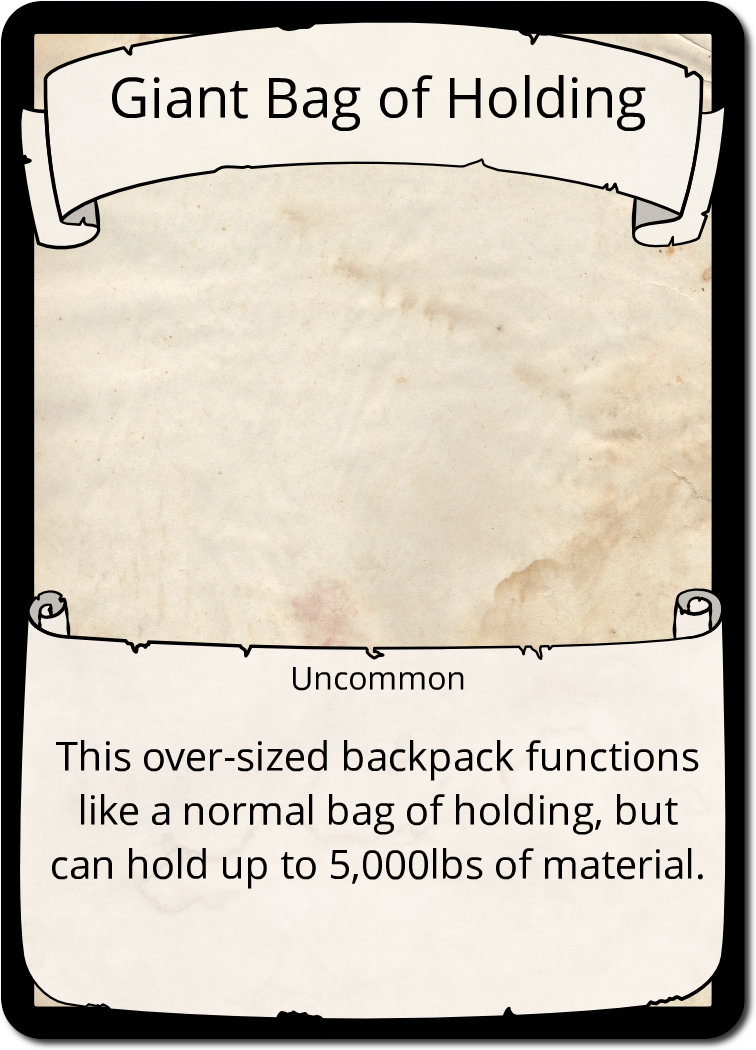 Giant Bag of Holding
Uncommon
This over-sized backpack functions
like a normal bag of holding, but
can hold up to 5,000lbs of material.